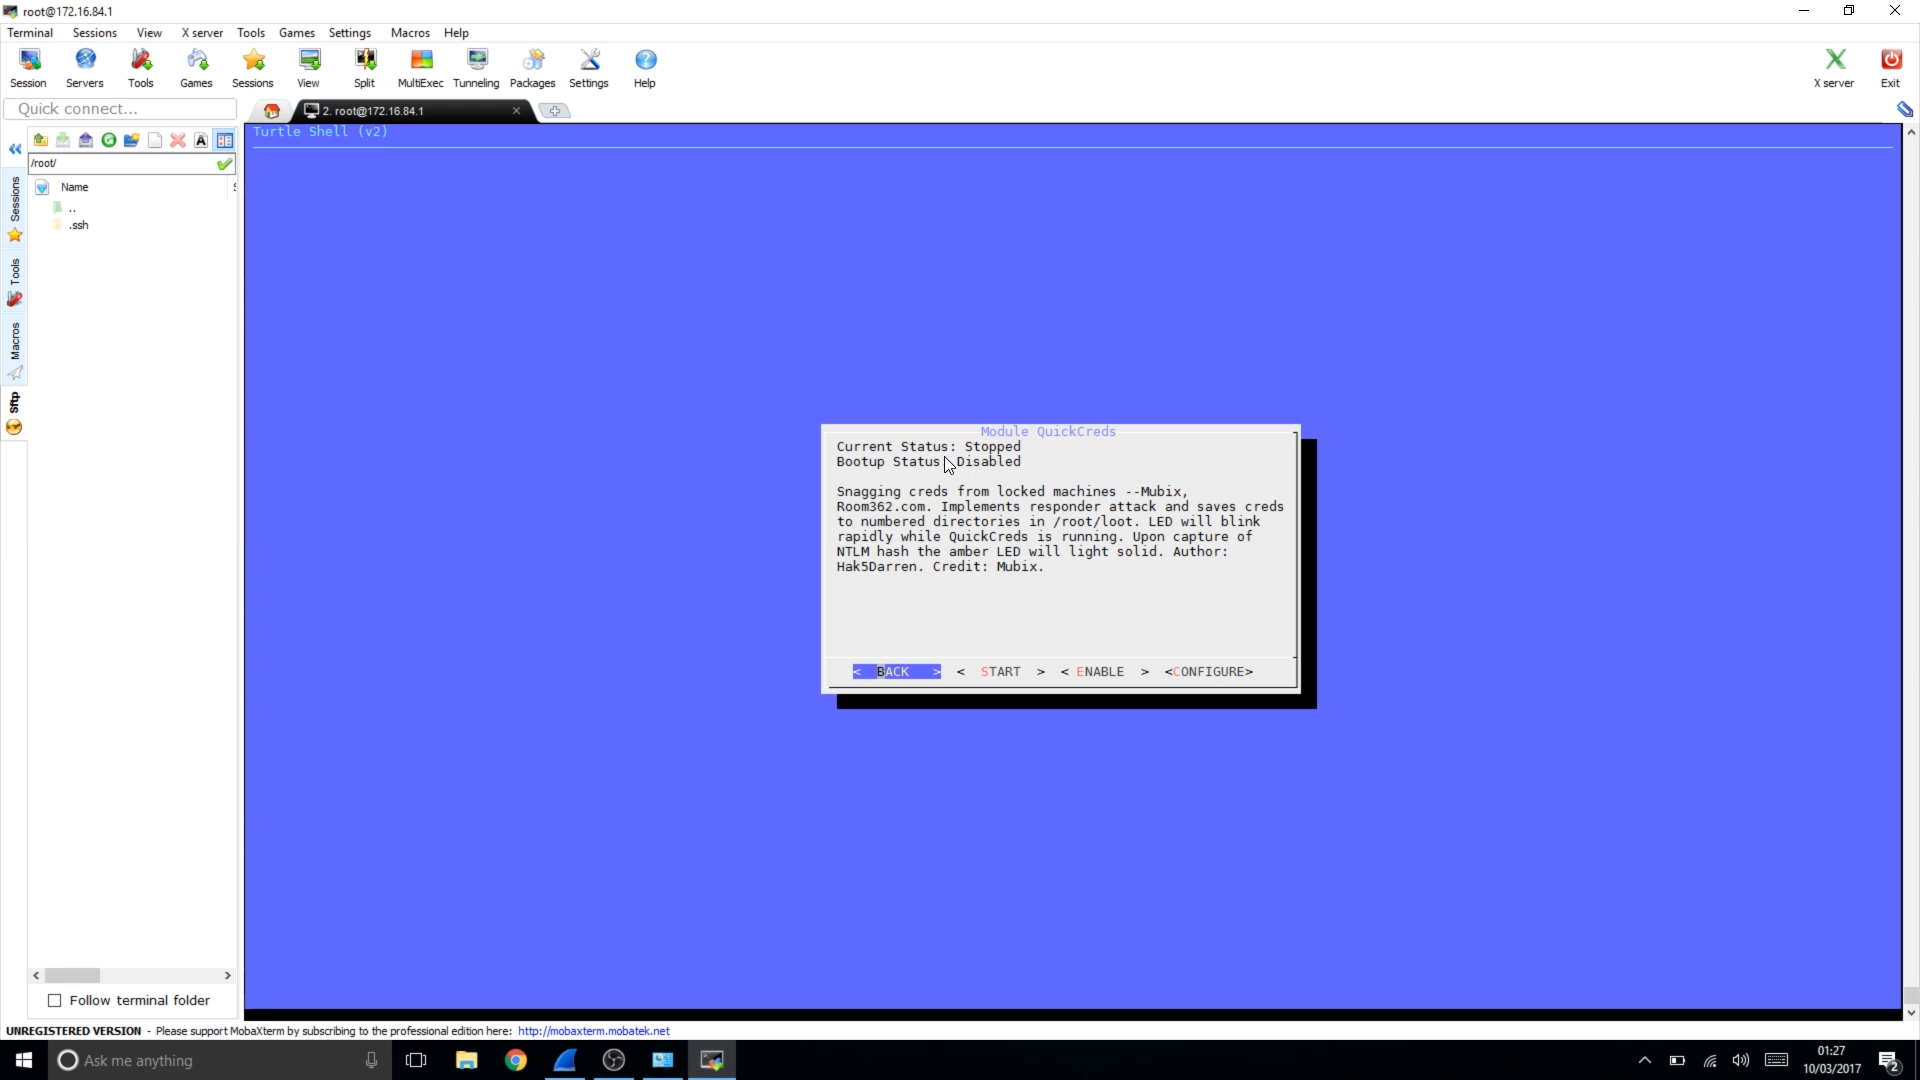 root@172.16.84.1
Terminal Sessions View X server Tools Games Settings Macros Help
Session Servers Tools Games Sessions View Split MultiExec Tunneling Packages Settings Help X server Exit
Quick connect...
2. root@172.16.84.1
/root/
Name
..
.ssh
Sessions
Tools
Macros
Sftp
Turtle Shell (v2)
Module QuickCreds
Current Status: Stopped
Bootup Status Disabled
Snagging creds from locked machines --Mubix,
Room362.com. Implements responder attack and saves creds
to numbered directories in /root/loot. LED will blink
rapidly while QuickCreds is running. Upon capture of
NTLM hash the amber LED will light solid. Author:
Hak5Darren. Credit: Mubix.
< BACK > < START > < ENABLE > <CONFIGURE>
Follow terminal folder
UNREGISTERED VERSION - Please support MobaXterm by subscribing to the professional edition here: http://mobaxterm.mobatek.net
Ask me anything
01:27
10/03/2017
2